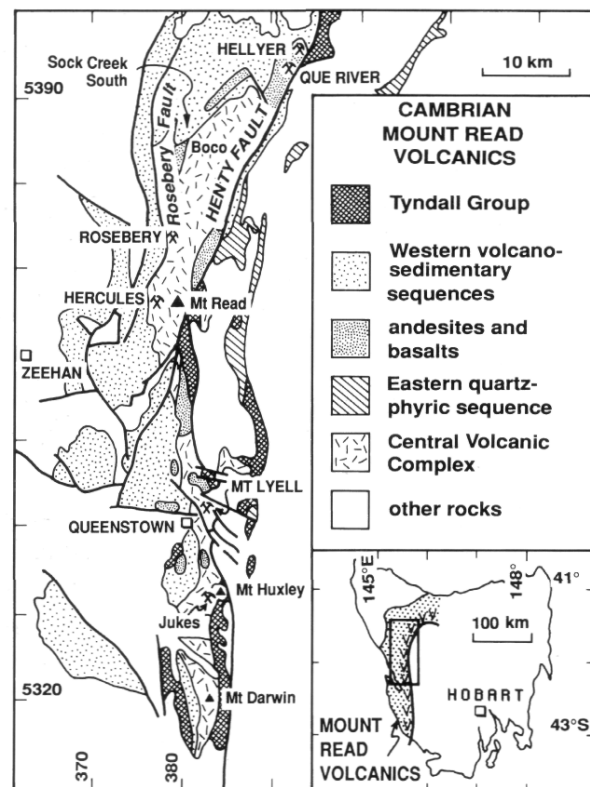 HELLYER
Sock Creek
South
QUE RIVER
10 km
5390
Rosebery Fault
Boco
HENTY FAULT
ROSEBERY
HERCULES
Mt Read
ZEEHAN
MT LYELL
QUEENSTOWN
Mt Huxley
Jukes
5320
Mt Darwin
370
380
CAMBRIAN
MOUNT READ
VOLCANICS
Tyndall Group
Western volcano-
sedimentary
sequences
andesites and
basalts
Eastern quartz-
phyric sequence
Central Volcanic
Complex
other rocks
145°E
148°
41°
100 km
HOBART
43°S
MOUNT
READ
VOLCANICS